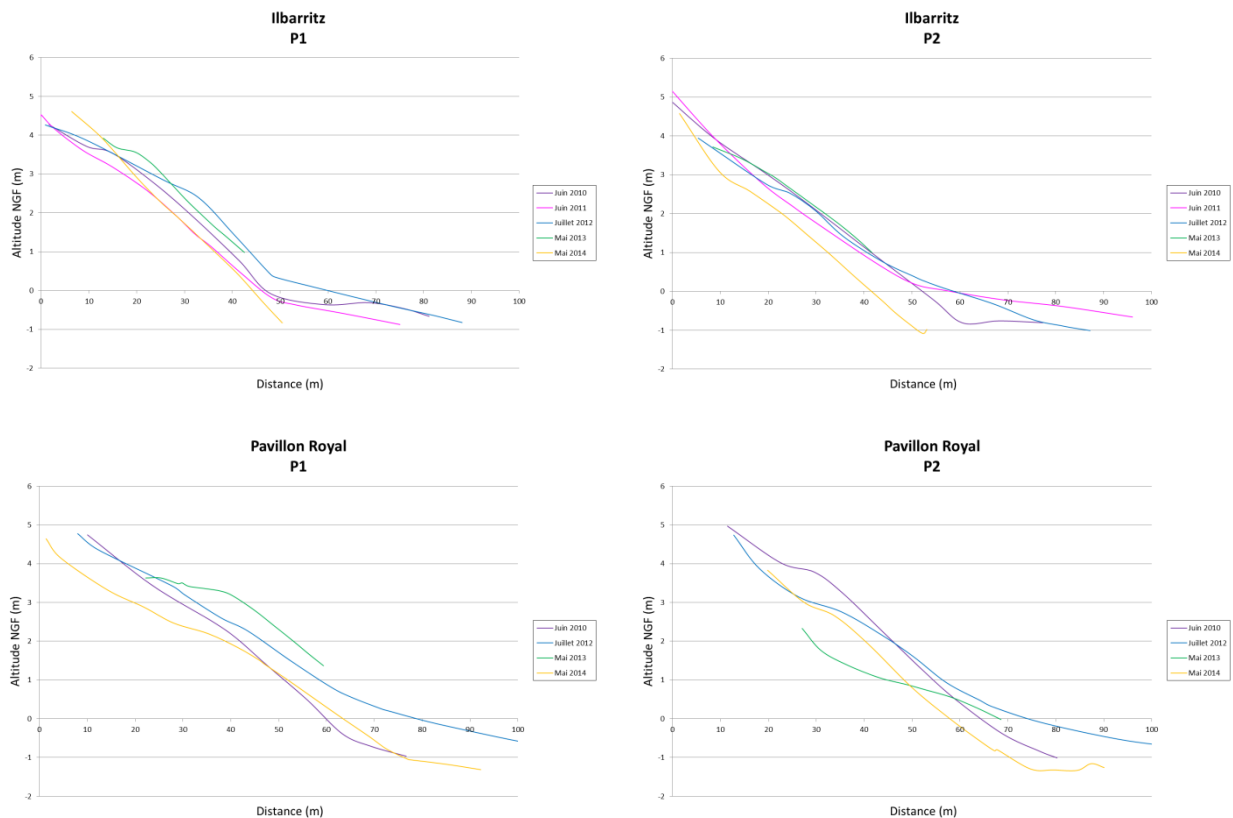 Ilbarritz
P1
6
5
4
3
2
1
0
-1
-2
0
10
20
30
40
50
60
70
80
90
100
Altitude NGF (m)
Distance (m)
Juin 2010
Juin 2011
Juillet 2012
Mai 2013
Mai 2014
Ilbarritz
P2
6
5
4
3
2
1
0
-1
-2
0
10
20
30
40
50
60
70
80
90
100
Altitude NGF (m)
Distance (m)
Juin 2010
Juin 2011
Juillet 2012
Mai 2013
Mai 2014
Pavillon Royal
P1
6
5
4
3
2
1
0
-1
-2
0
10
20
30
40
50
60
70
80
90
100
Altitude NGF (m)
Distance (m)
Juin 2010
Juillet 2012
Mai 2013
Mai 2014
Pavillon Royal
P2
6
5
4
3
2
1
0
-1
-2
0
10
20
30
40
50
60
70
80
90
100
Altitude NGF (m)
Distance (m)
Juin 2010
Juillet 2012
Mai 2013
Mai 2014